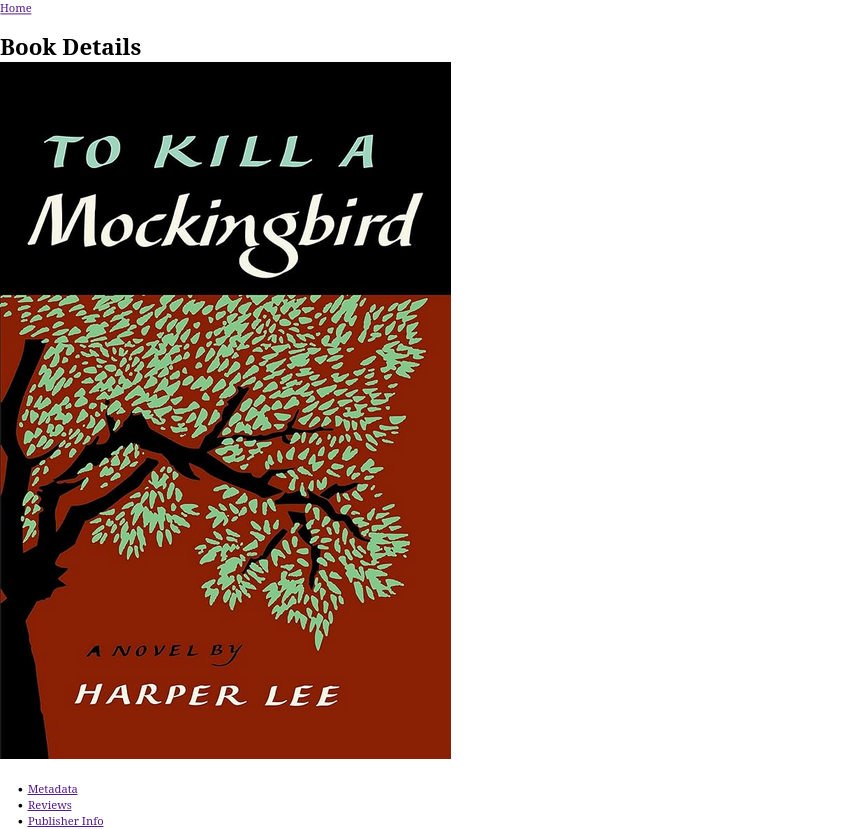 Home
Book Details
TO KILL A
Mockingbird
A NOVEL BY
HARPER LEE
Metadata
Reviews
Publisher Info